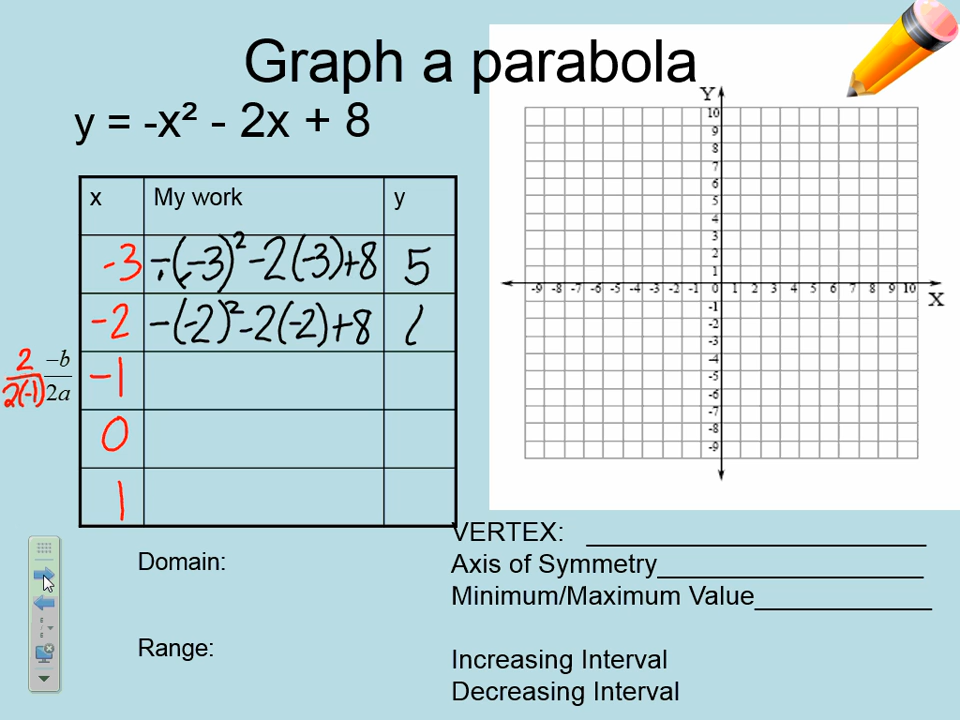 Graph a parabola
y = -x² - 2x + 8
x My work y
-3 -(-3)² -2(-3)+8 5
-2 -(-2)² -2(-2)+8
-1
0
1
2/2(-1) -b/2a
Y
10
9
8
7
6
5
4
3
2
1
-9 -8 -7 -6 -5 -4 -3 -2 -1 0 1 2 3 4 5 6 7 8 9 10
X
-1
-2
-3
-4
-5
-6
-7
-8
-9
VERTEX: ______________________
Domain:
Axis of Symmetry_________________
Minimum/Maximum Value___________
Range:
Increasing Interval
Decreasing Interval